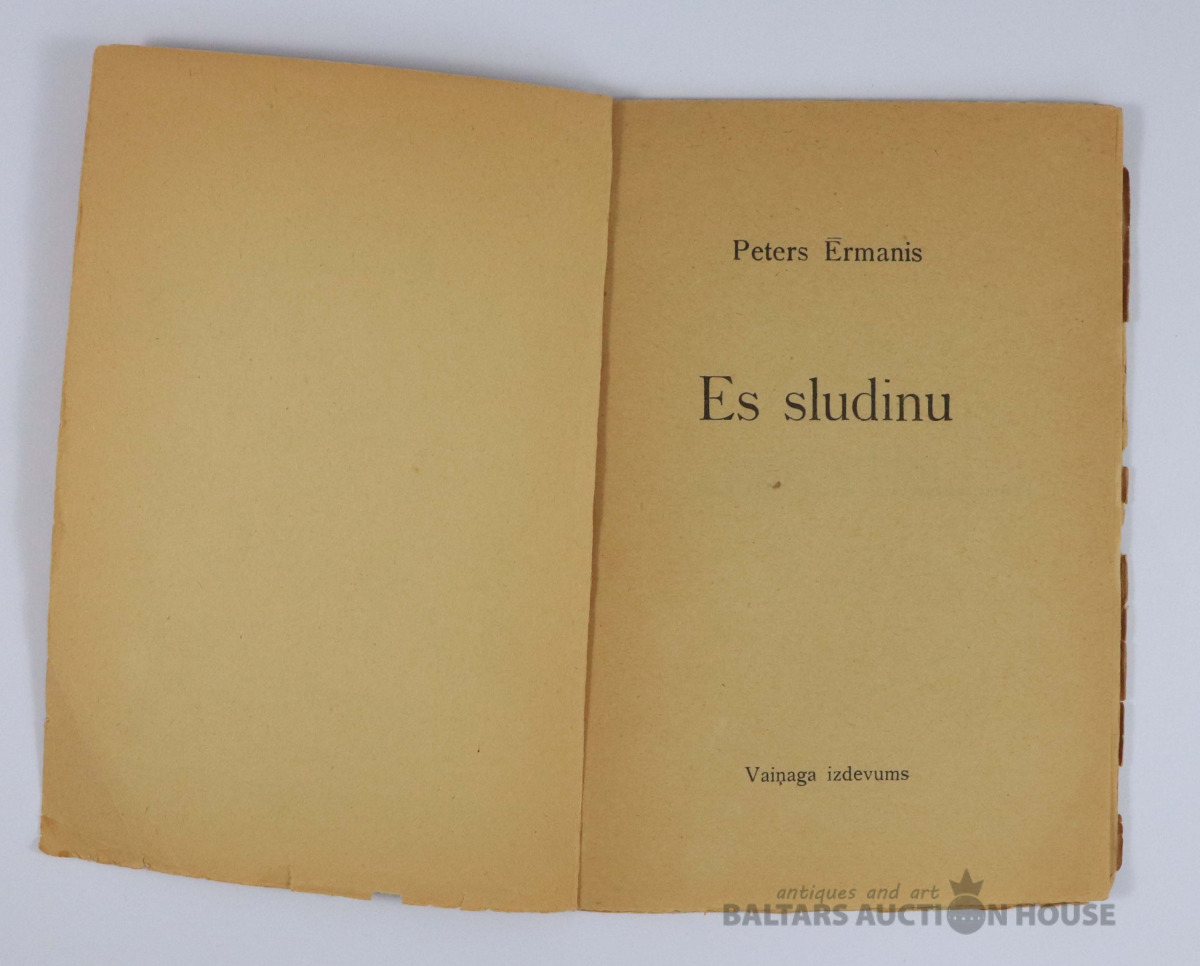 Peters Ērmanis
Es sludinu
Vaiņaga izdevums
antiques and art
BALTARS AUCTION HOUSE